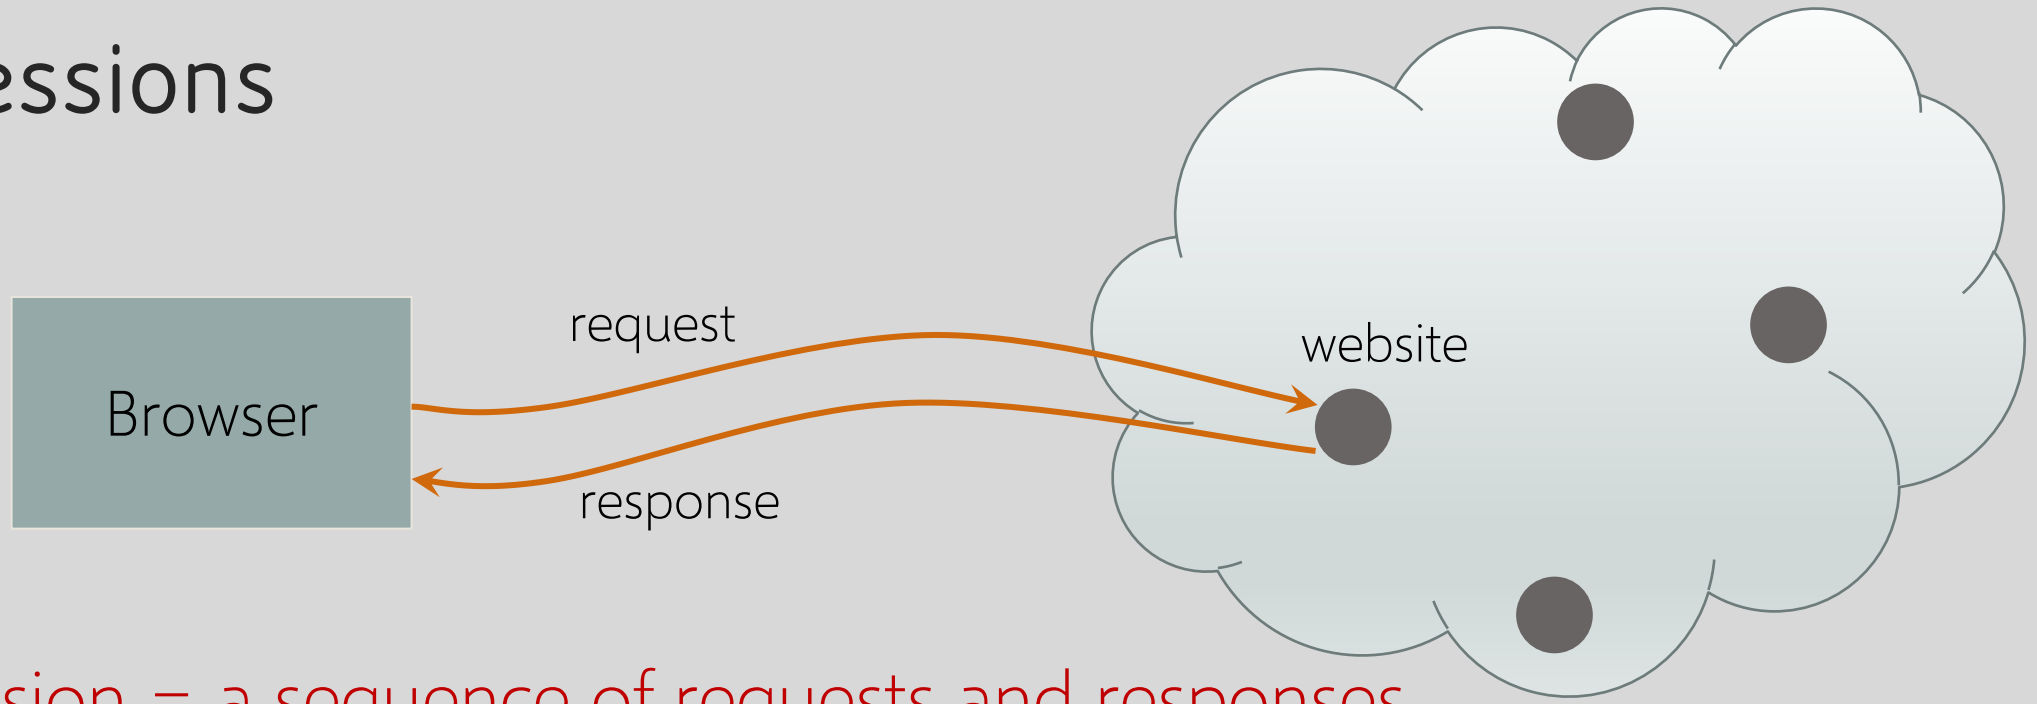 essions
request
website
Browser
response
sion = a sequence of requests and responses